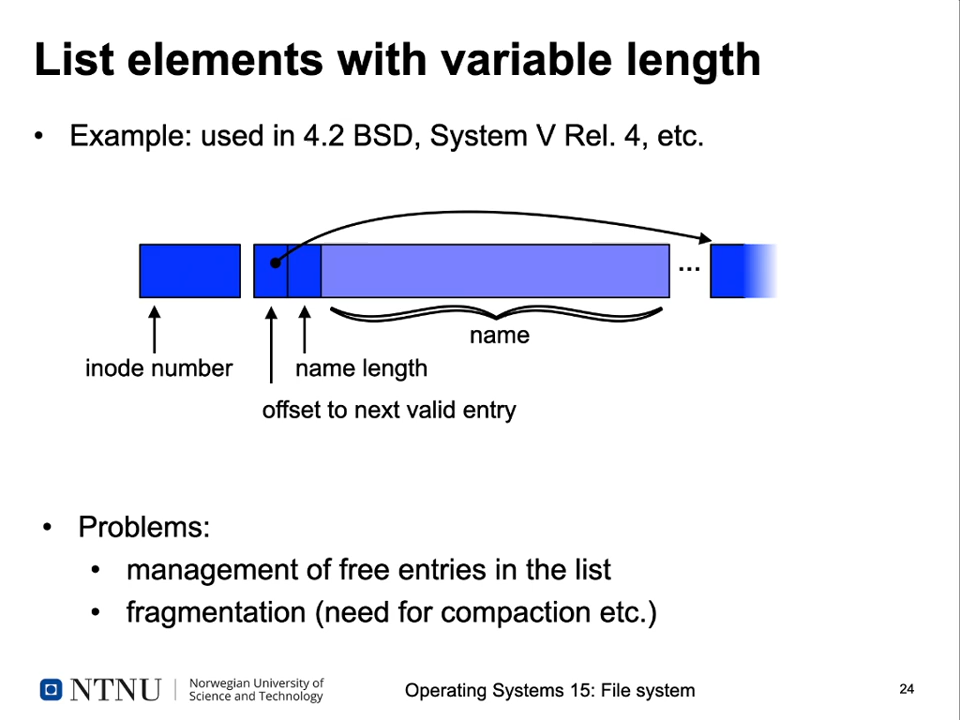 List elements with variable length
• Example: used in 4.2 BSD, System V Rel. 4, etc.
...
name
inode number
name length
offset to next valid entry
• Problems:
• management of free entries in the list
• fragmentation (need for compaction etc.)
NTNU
Norwegian University of
Science and Technology
Operating Systems 15: File system
24